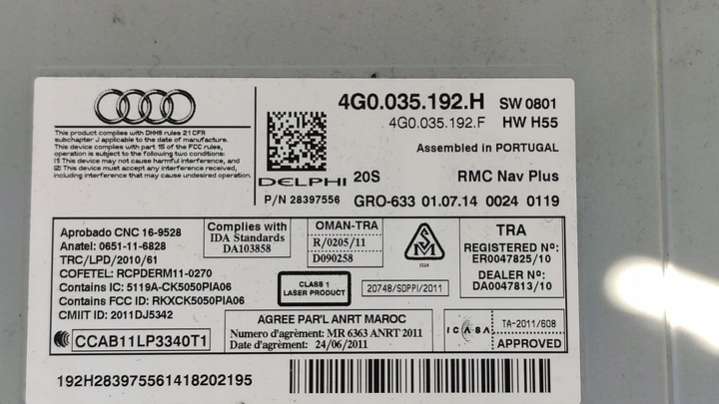 4G0.035.192.H SW 0801
4G0.035.192.F HW H55
Assembled in PORTUGAL
This product complies with DHHS rules 21 CFR
subchapter J applicable to the date of manufacture.
This device complies with part 15 of the FCC rules,
operation is subject to the following two conditions:
(1) This device may not cause harmful interference, and
(2) This device must accept any interference received,
including interference that may cause undesired operation.
DELPHI 20S RMC Nav Plus
P/N 28397556 GRO-633 01.07.14 0024 0119
Aprobado CNC 16-9528
Anatel: 0651-11-6828
TRC/LPD/2010/61
COFETEL: RCPDERM11-0270
Contains IC: 5119A-CK5050PIA06
Contains FCC ID: RKXCK5050PIA06
CMIIT ID: 2011DJ5342
CCAB11LP3340T1
Complies with
IDA Standards
DA103858
OMAN-TRA
R/0205/11
D090258
CLASS 1
LASER PRODUCT
20748/SDPPI/2011
TRA
REGISTERED Nº:
ER0047825/10
DEALER Nº:
DA0047813/10
AGREE PAR'L ANRT MAROC
Numero d'agrément: MR 6363 ANRT 2011
Date d'agrément: 24/06/2011
ICASA
TA-2011/608
APPROVED
192H283975561418202195